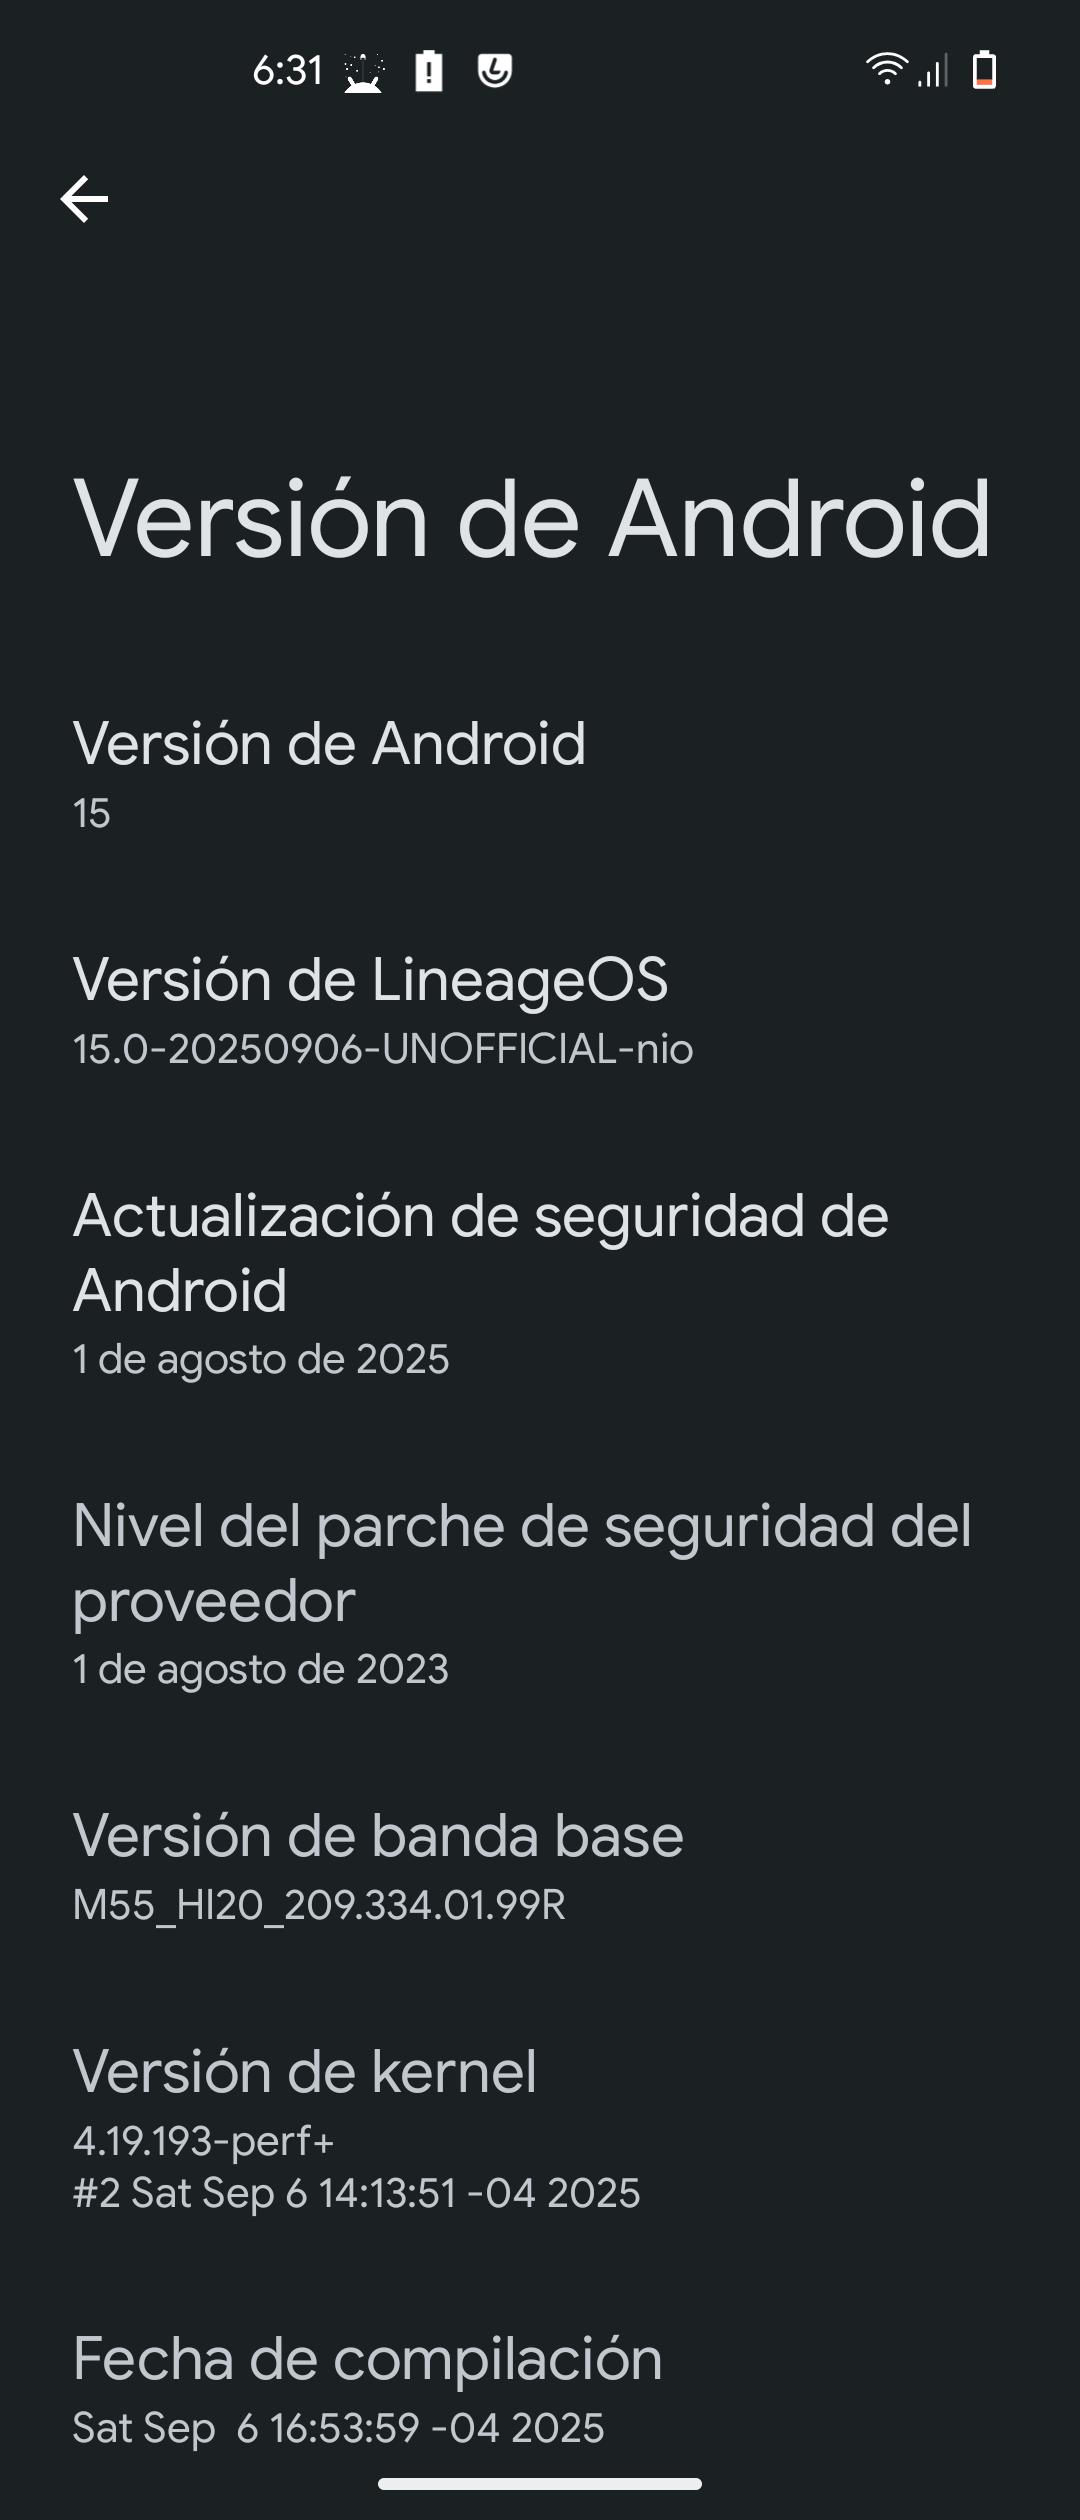 6:31
Versión de Android
Versión de Android
15
Versión de LineageOS
15.0-20250906-UNOFFICIAL-nio
Actualización de seguridad de
Android
1 de agosto de 2025
Nivel del parche de seguridad del
proveedor
1 de agosto de 2023
Versión de banda base
M55_HI20_209.334.01.99R
Versión de kernel
4.19.193-perf+
#2 Sat Sep 6 14:13:51 -04 2025
Fecha de compilación
Sat Sep  6 16:53:59 -04 2025